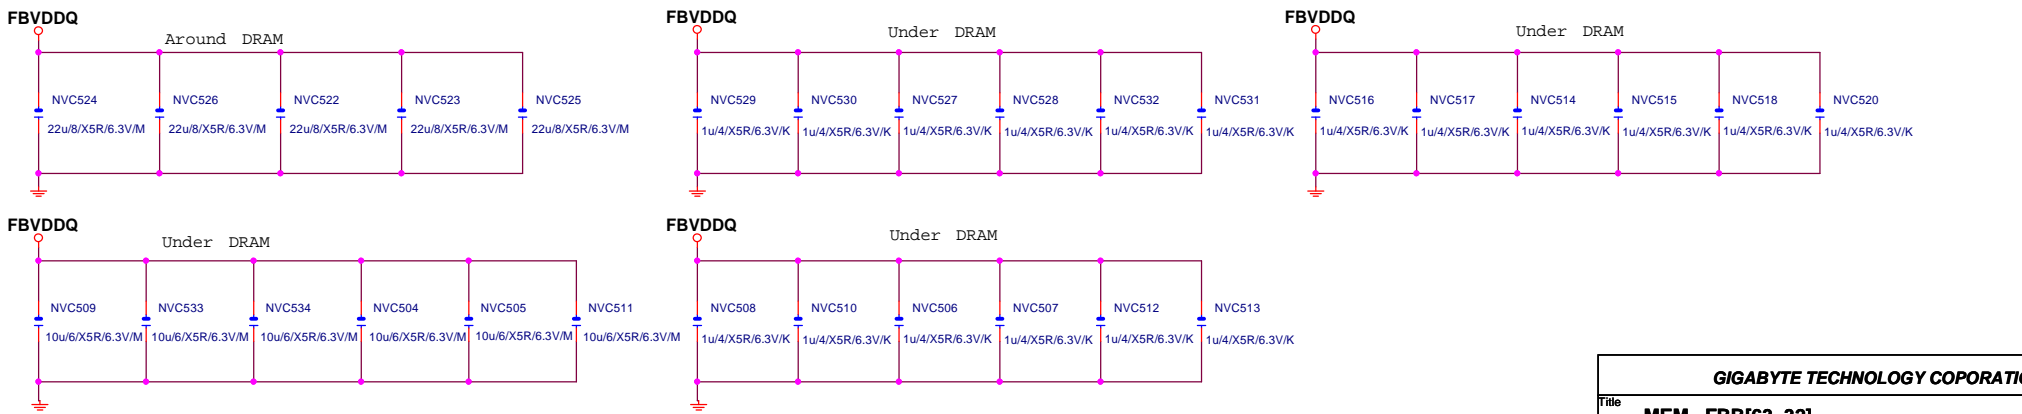 FBVDDQ
Around DRAM
NVC524 NVC526 NVC522 NVC523 NVC525
22u/8/X5R/6.3V/M 22u/8/X5R/6.3V/M 22u/8/X5R/6.3V/M 22u/8/X5R/6.3V/M 22u/8/X5R/6.3V/M
FBVDDQ
Under DRAM
NVC529 NVC530 NVC527 NVC528 NVC532 NVC531
1u/4/X5R/6.3V/K 1u/4/X5R/6.3V/K 1u/4/X5R/6.3V/K 1u/4/X5R/6.3V/K 1u/4/X5R/6.3V/K 1u/4/X5R/6.3V/K
FBVDDQ
Under DRAM
NVC516 NVC517 NVC514 NVC515 NVC518 NVC520
1u/4/X5R/6.3V/K 1u/4/X5R/6.3V/K 1u/4/X5R/6.3V/K 1u/4/X5R/6.3V/K 1u/4/X5R/6.3V/K 1u/4/X5R/6.3V/K
FBVDDQ
Under DRAM
NVC509 NVC533 NVC534 NVC504 NVC505 NVC511
10u/6/X5R/6.3V/M 10u/6/X5R/6.3V/M 10u/6/X5R/6.3V/M 10u/6/X5R/6.3V/M 10u/6/X5R/6.3V/M 10u/6/X5R/6.3V/M
FBVDDQ
Under DRAM
NVC508 NVC510 NVC506 NVC507 NVC512 NVC513
1u/4/X5R/6.3V/K 1u/4/X5R/6.3V/K 1u/4/X5R/6.3V/K 1u/4/X5R/6.3V/K 1u/4/X5R/6.3V/K 1u/4/X5R/6.3V/K
GIGABYTE TECHNOLOGY
Title